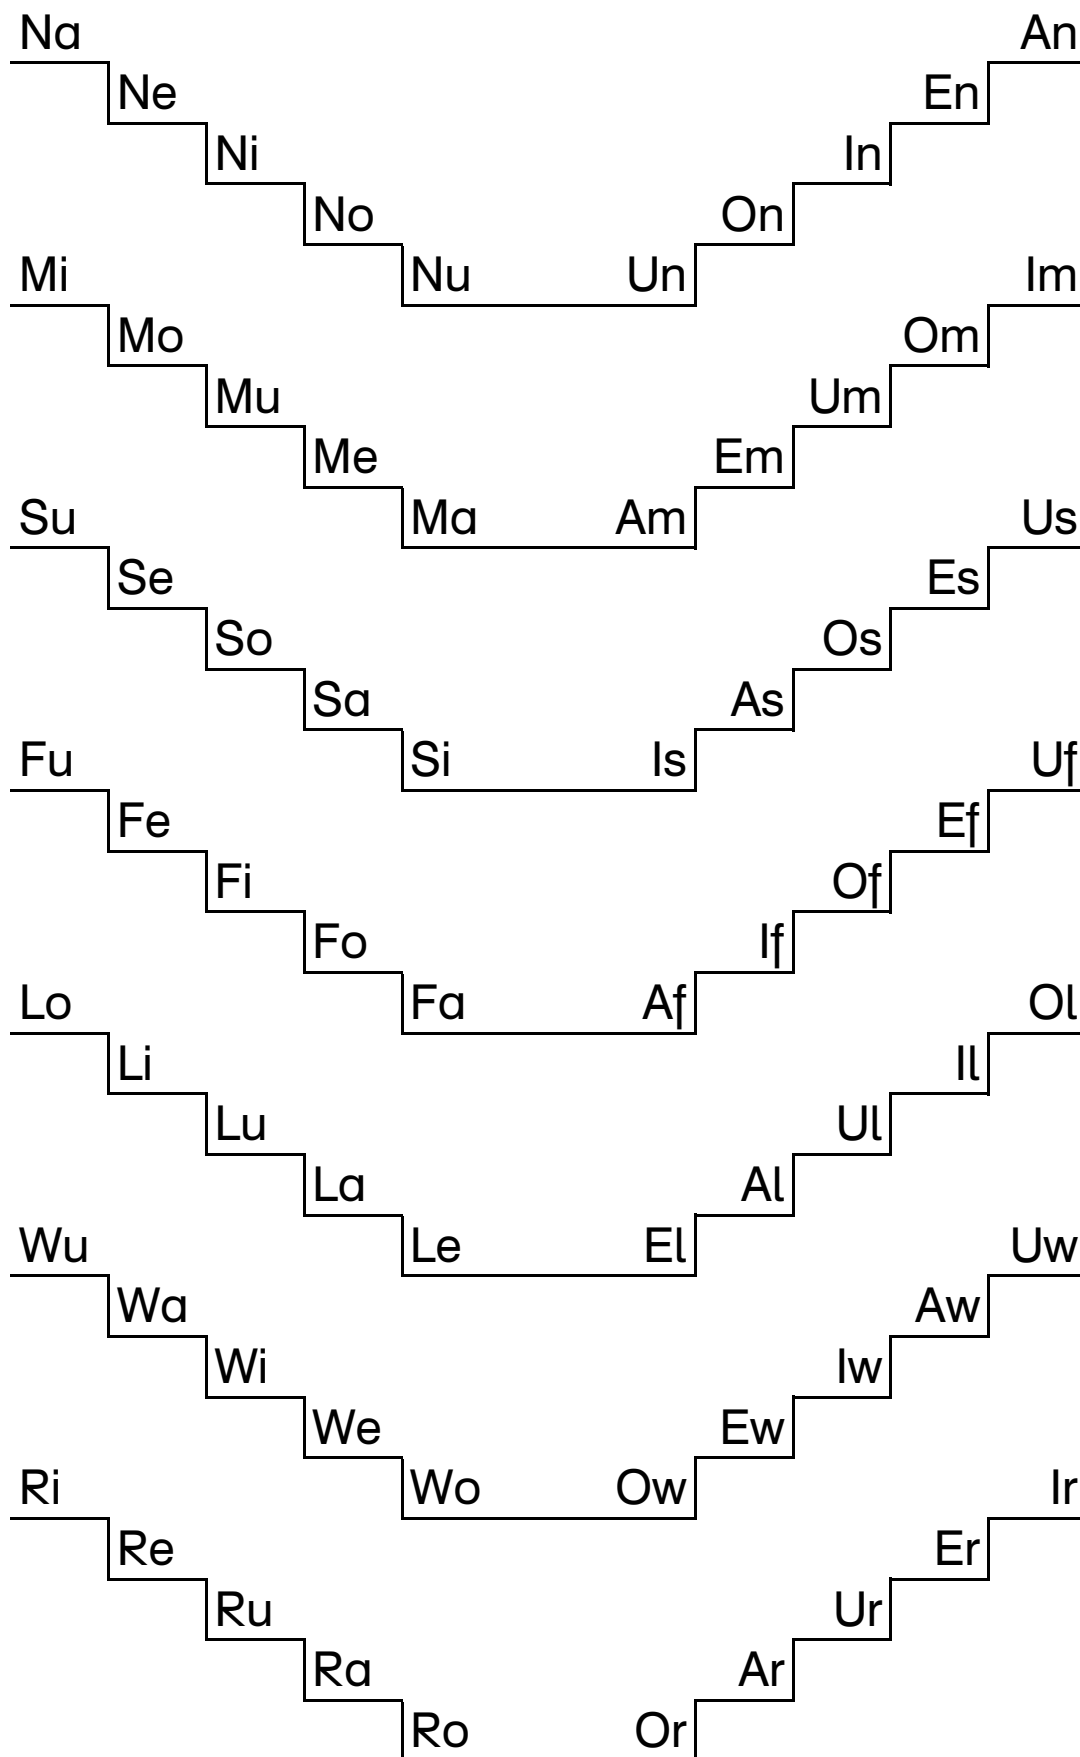 Na An
Ne En
Ni In
No On
Nu Un
Mi Im
Mo Om
Mu Um
Me Em
Ma Am
Su Us
Se Es
So Os
Sa As
Si Is
Fu Uf
Fe Ef
Fi Of
Fo If
Fa Af
Lo Ol
Li Il
Lu Ul
La Al
Le El
Wu Uw
Wa Aw
Wi Iw
We Ew
Wo Ow
Ri Ir
Re Er
Ru Ur
Ra Ar
Ro Or